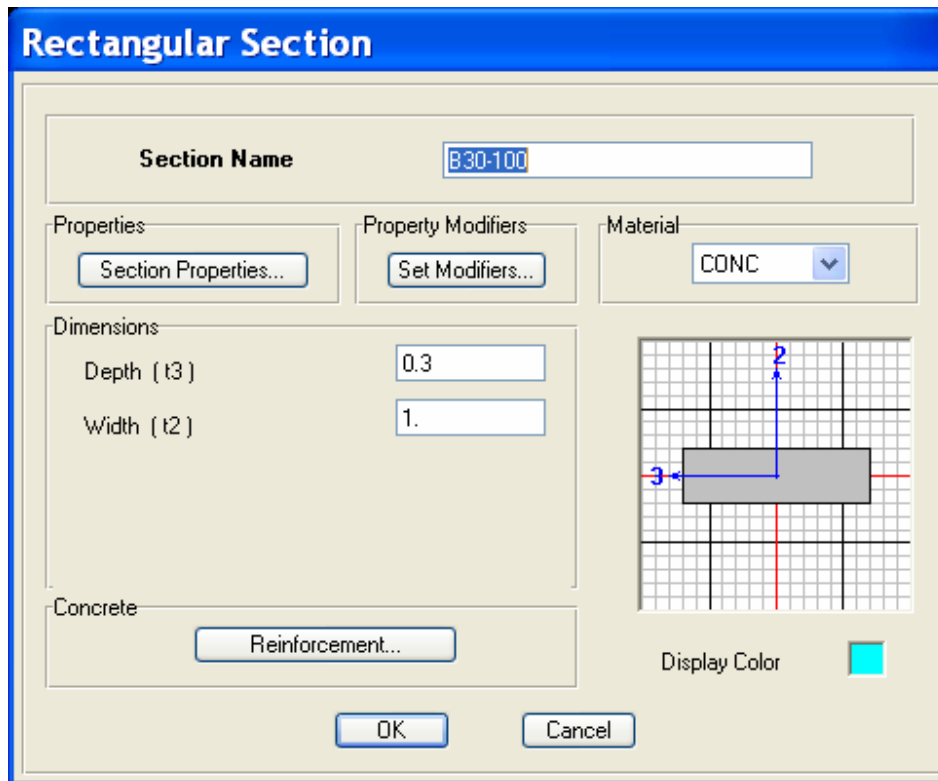 Rectangular Section
Section Name B30-100
Properties Property Modifiers Material
Section Properties... Set Modifiers... CONC
Dimensions
Depth ( t3 ) 0.3
Width ( t2 ) 1.
2
3
Concrete
Reinforcement...
Display Color
OK Cancel